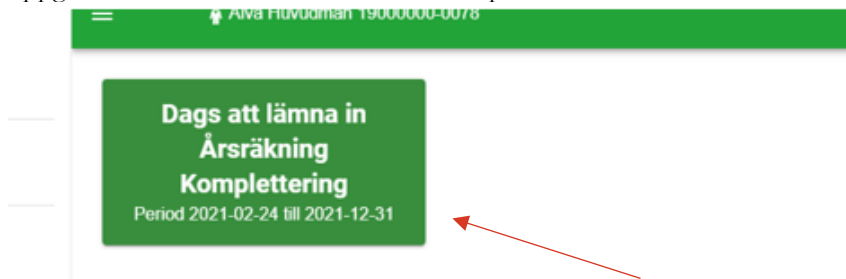 Alva Huvudman 19000000-0078
Dags att lämna in
Årsräkning
Komplettering
Period 2021-02-24 till 2021-12-31